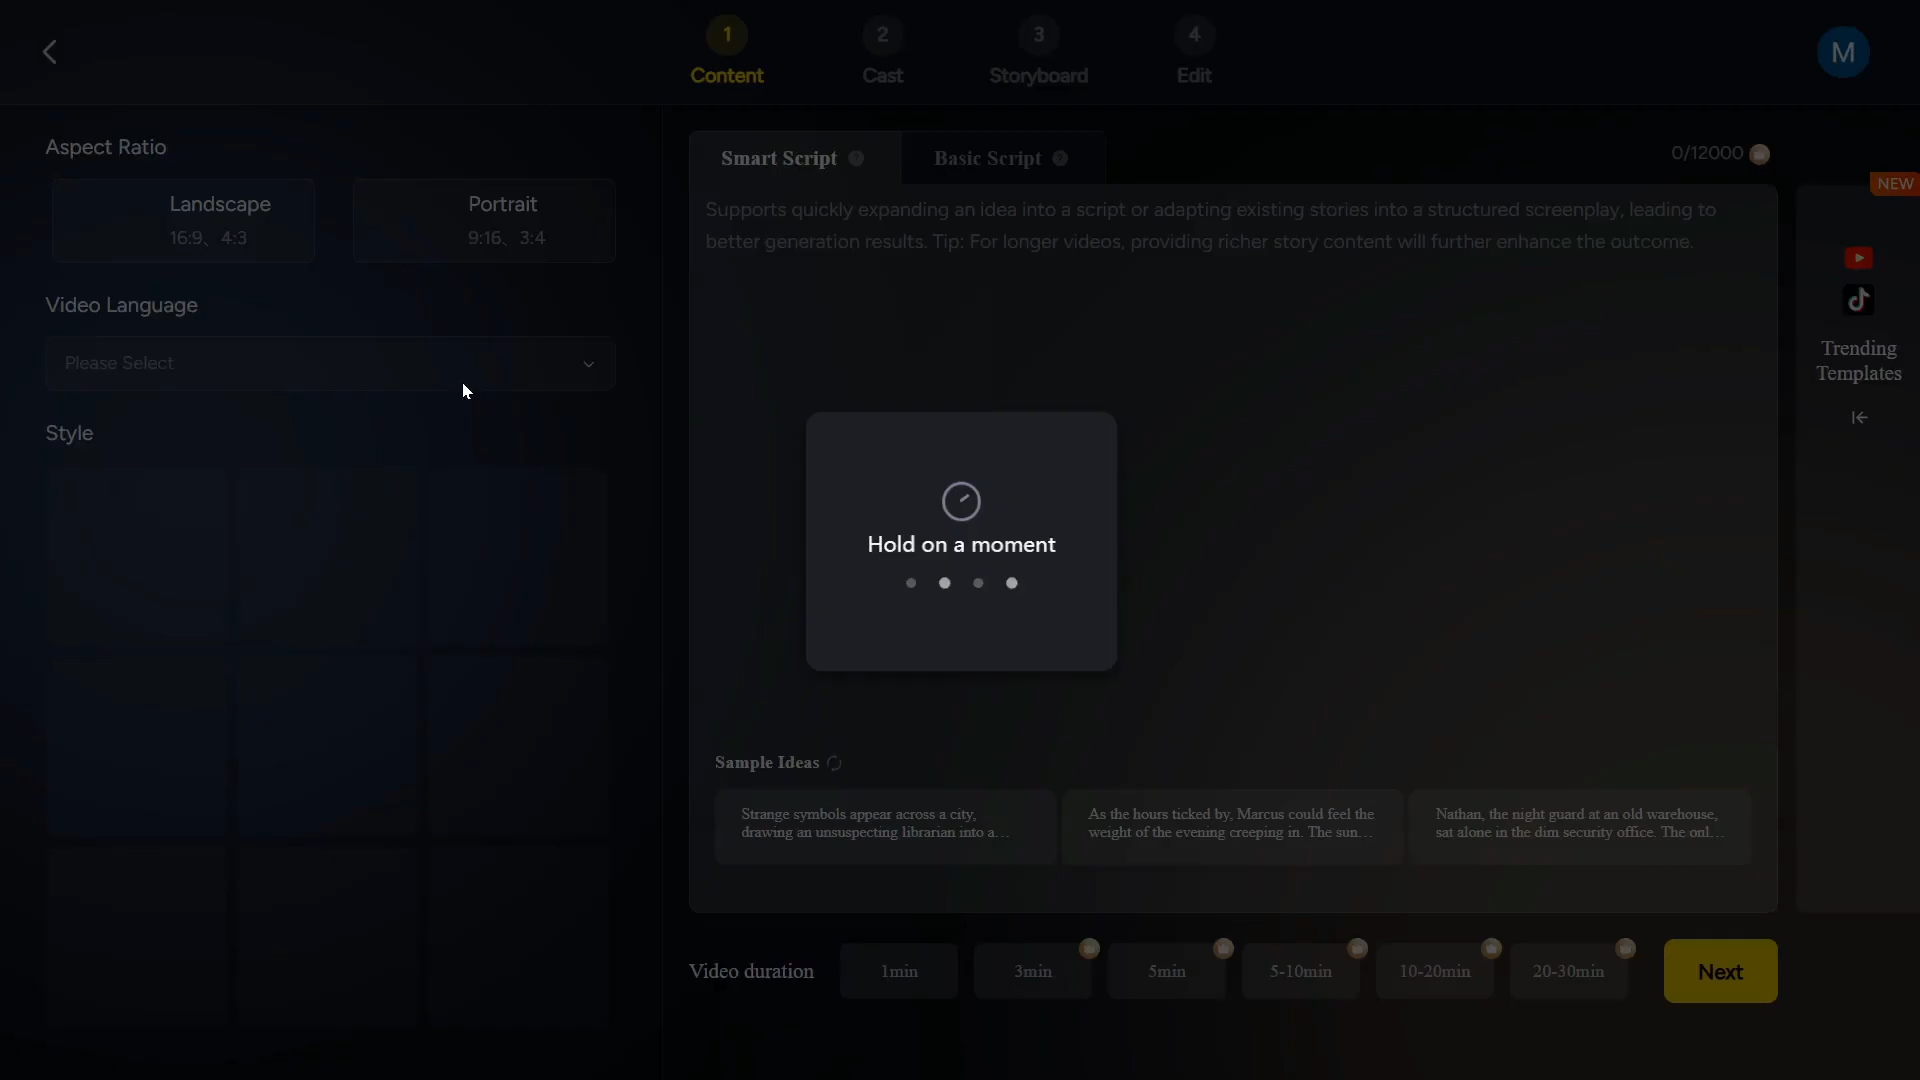 1
Content
2
Cast
3
Storyboard
4
Edit
M
Aspect Ratio
Landscape
16:9、4:3
Portrait
9:16、3:4
Video Language
Please Select
Style
Smart Script ?
Basic Script ?
0/12000
Supports quickly expanding an idea into a script or adapting existing stories into a structured screenplay, leading to
better generation results. Tip: For longer videos, providing richer story content will further enhance the outcome.
NEW
Trending
Templates
Hold on a moment
Sample Ideas
Strange symbols appear across a city,
drawing an unsuspecting librarian into a...
As the hours ticked by, Marcus could feel the
weight of the evening creeping in. The sun...
Nathan, the night guard at an old warehouse,
sat alone in the dim security office. The onl...
Video duration
1min
3min
5min
5-10min
10-20min
20-30min
Next